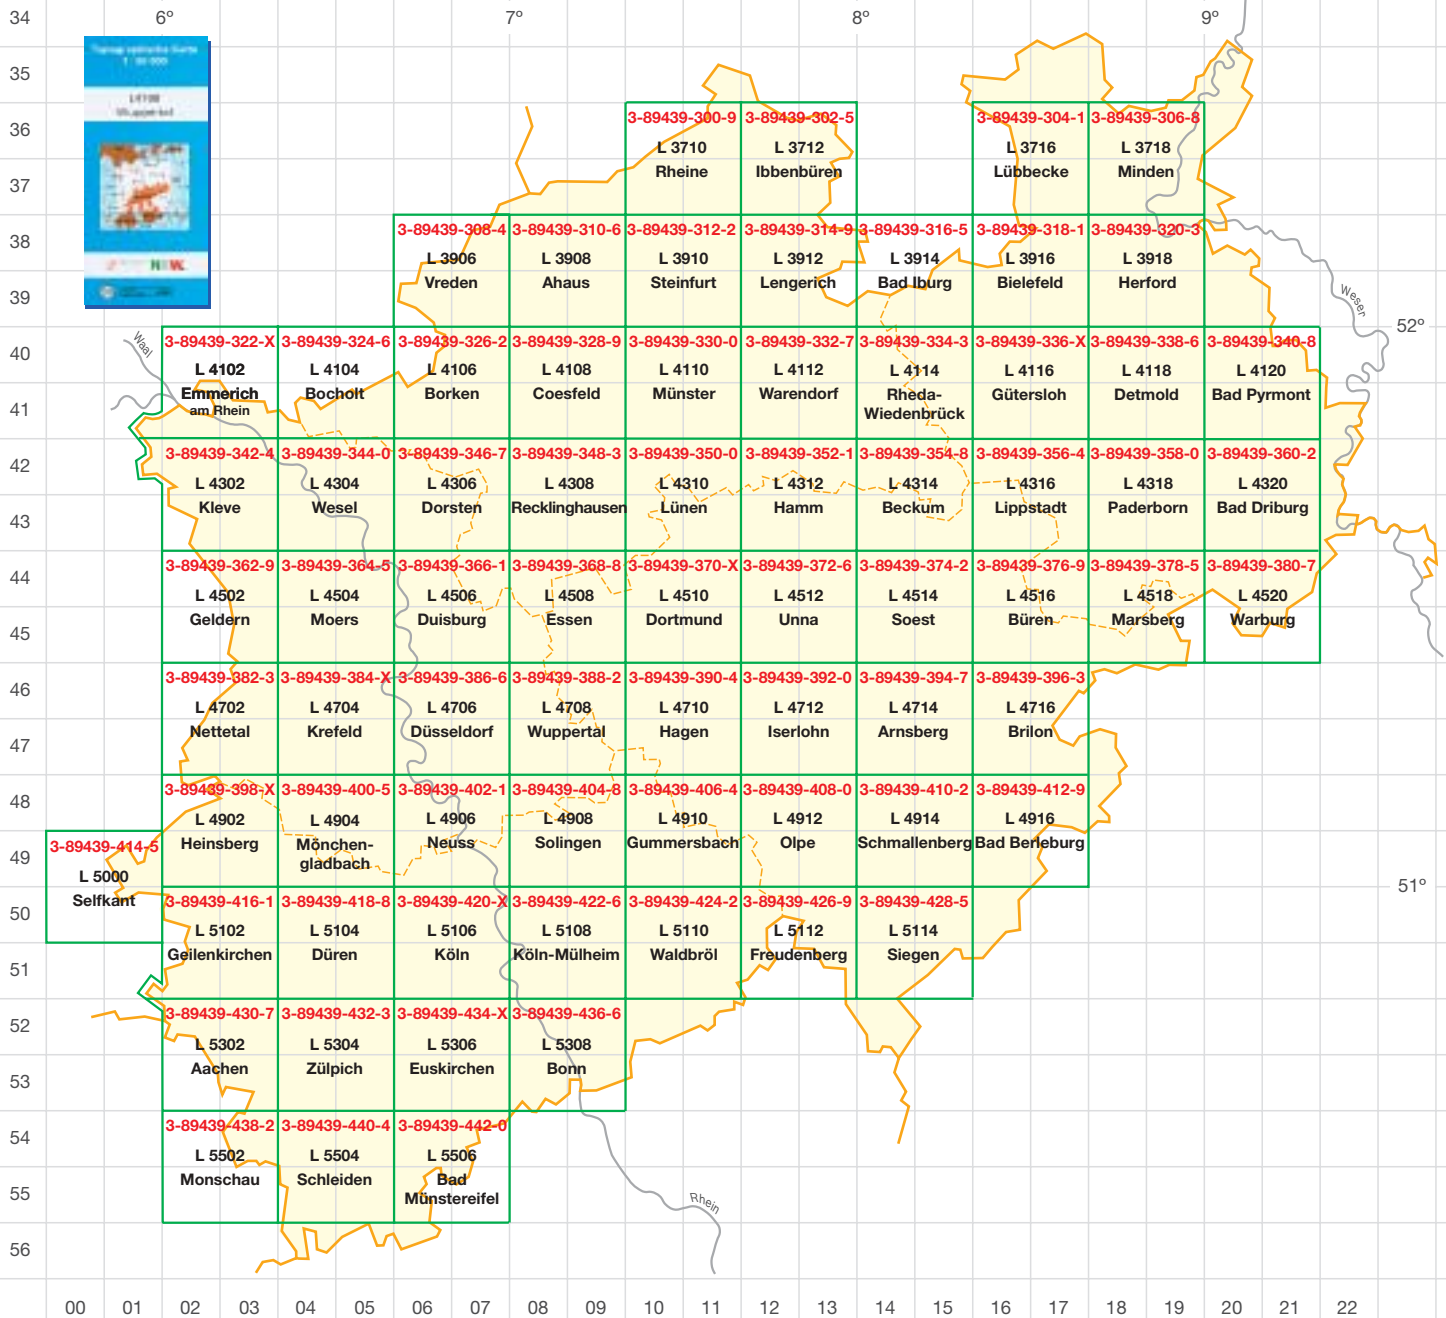 34
6°
7°
8°
9°
35
36
37
38
39
40
41
42
43
44
45
46
47
48
49
50
51
52
53
54
55
56
Topographische Karte
1 : 50 000
L4708
Wuppertal
NRW.
3-89439-300-9
L 3710
Rheine
3-89439-302-5
L 3712
Ibbenbüren
3-89439-304-1
L 3716
Lübbecke
3-89439-306-8
L 3718
Minden
3-89439-308-4
L 3906
Vreden
3-89439-310-6
L 3908
Ahaus
3-89439-312-2
L 3910
Steinfurt
3-89439-314-9
L 3912
Lengerich
3-89439-316-5
L 3914
Bad Iburg
3-89439-318-1
L 3916
Bielefeld
3-89439-320-3
L 3918
Herford
Weser
52°
Waal
3-89439-322-X
L 4102
Emmerich
am Rhein
3-89439-324-6
L 4104
Bocholt
3-89439-326-2
L 4106
Borken
3-89439-328-9
L 4108
Coesfeld
3-89439-330-0
L 4110
Münster
3-89439-332-7
L 4112
Warendorf
3-89439-334-3
L 4114
Rheda-
Wiedenbrück
3-89439-336-X
L 4116
Gütersloh
3-89439-338-6
L 4118
Detmold
3-89439-340-8
L 4120
Bad Pyrmont
3-89439-342-4
L 4302
Kleve
3-89439-344-0
L 4304
Wesel
3-89439-346-7
L 4306
Dorsten
3-89439-348-3
L 4308
Recklinghausen
3-89439-350-0
L 4310
Lünen
3-89439-352-1
L 4312
Hamm
3-89439-354-8
L 4314
Beckum
3-89439-356-4
L 4316
Lippstadt
3-89439-358-0
L 4318
Paderborn
3-89439-360-2
L 4320
Bad Driburg
3-89439-362-9
L 4502
Geldern
3-89439-364-5
L 4504
Moers
3-89439-366-1
L 4506
Duisburg
3-89439-368-8
L 4508
Essen
3-89439-370-X
L 4510
Dortmund
3-89439-372-6
L 4512
Unna
3-89439-374-2
L 4514
Soest
3-89439-376-9
L 4516
Büren
3-89439-378-5
L 4518
Marsberg
3-89439-380-7
L 4520
Warburg
3-89439-382-3
L 4702
Nettetal
3-89439-384-X
L 4704
Krefeld
3-89439-386-6
L 4706
Düsseldorf
3-89439-388-2
L 4708
Wuppertal
3-89439-390-4
L 4710
Hagen
3-89439-392-0
L 4712
Iserlohn
3-89439-394-7
L 4714
Arnsberg
3-89439-396-3
L 4716
Brilon
3-89439-398-X
L 4902
Heinsberg
3-89439-400-5
L 4904
Mönchen-
gladbach
3-89439-402-1
L 4906
Neuss
3-89439-404-8
L 4908
Solingen
3-89439-406-4
L 4910
Gummersbach
3-89439-408-0
L 4912
Olpe
3-89439-410-2
L 4914
Schmallenberg
3-89439-412-9
L 4916
Bad Berleburg
51°
3-89439-414-5
L 5000
Selfkant
3-89439-416-1
L 5102
Geilenkirchen
3-89439-418-8
L 5104
Düren
3-89439-420-X
L 5106
Köln
3-89439-422-6
L 5108
Köln-Mülheim
3-89439-424-2
L 5110
Waldbröl
3-89439-426-9
L 5112
Freudenberg
3-89439-428-5
L 5114
Siegen
3-89439-430-7
L 5302
Aachen
3-89439-432-3
L 5304
Zülpich
3-89439-434-X
L 5306
Euskirchen
3-89439-436-6
L 5308
Bonn
3-89439-438-2
L 5502
Monschau
3-89439-440-4
L 5504
Schleiden
3-89439-442-0
L 5506
Bad
Münstereifel
Rhein
00 01 02 03 04 05 06 07 08 09 10 11 12 13 14 15 16 17 18 19 20 21 22